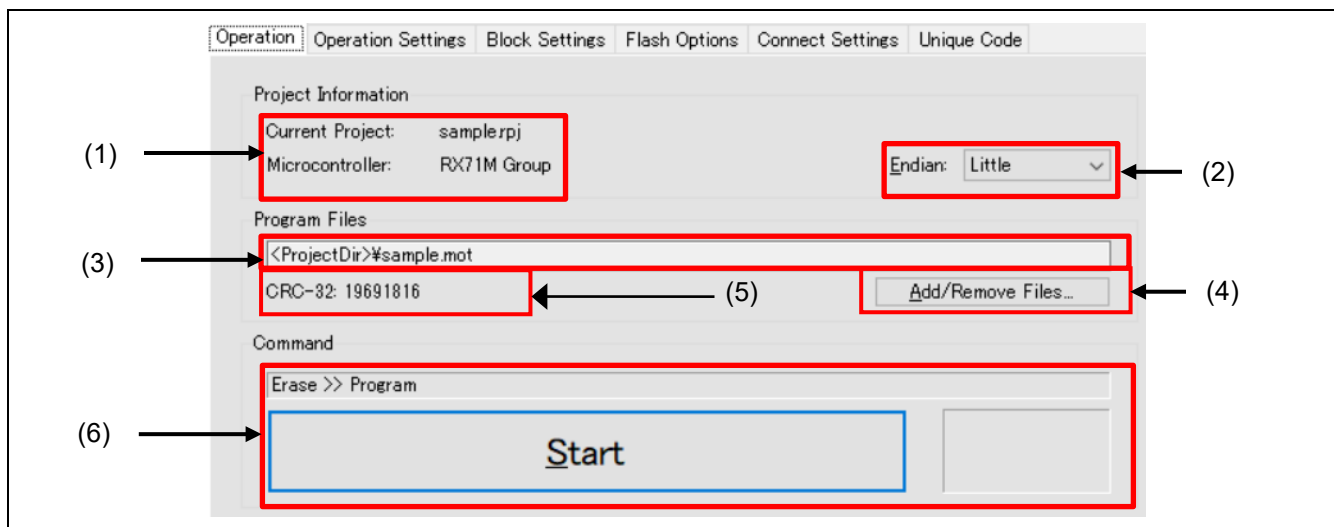 Operation Operation Settings Block Settings Flash Options Connect Settings Unique Code
Project Information
(1)
Current Project: sample.rpj
Microcontroller: RX71M Group
Endian: Little
(2)
Program Files
(3)
<ProjectDir>¥sample.mot
CRC-32: 19691816
(5)
Add/Remove Files...
(4)
Command
Erase >> Program
(6)
Start